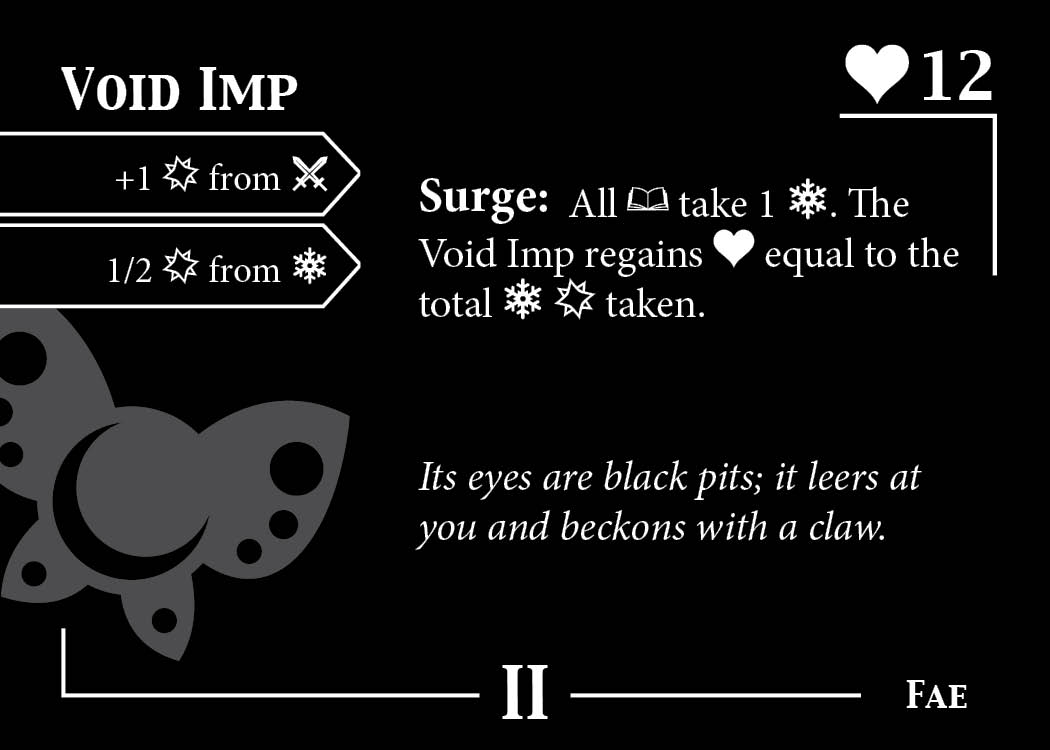 Void Imp
12
+1 from
1/2 from
Surge: All take 1 . The
Void Imp regains equal to the
total taken.
Its eyes are black pits; it leers at
you and beckons with a claw.
II
Fae